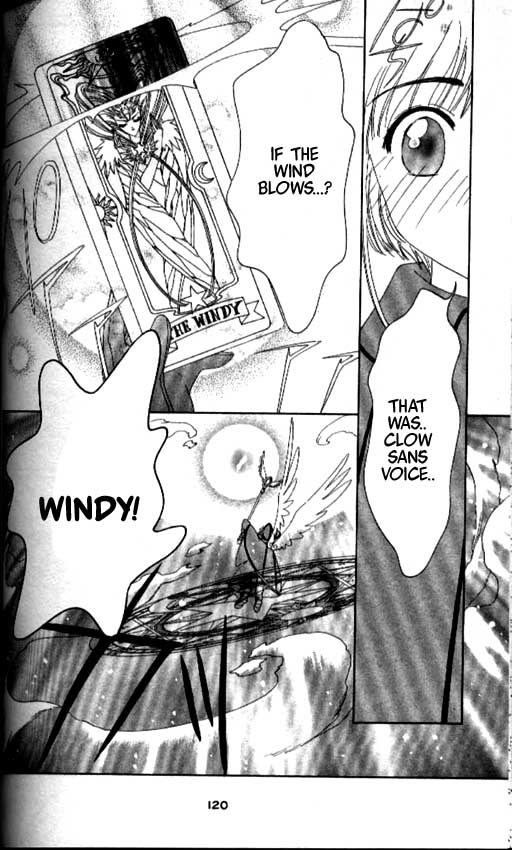 THAT
WAS..
CLOW
SANS
VOICE..
IF THE
WIND
BLOWS...?
THE WINDY
WINDY!
120